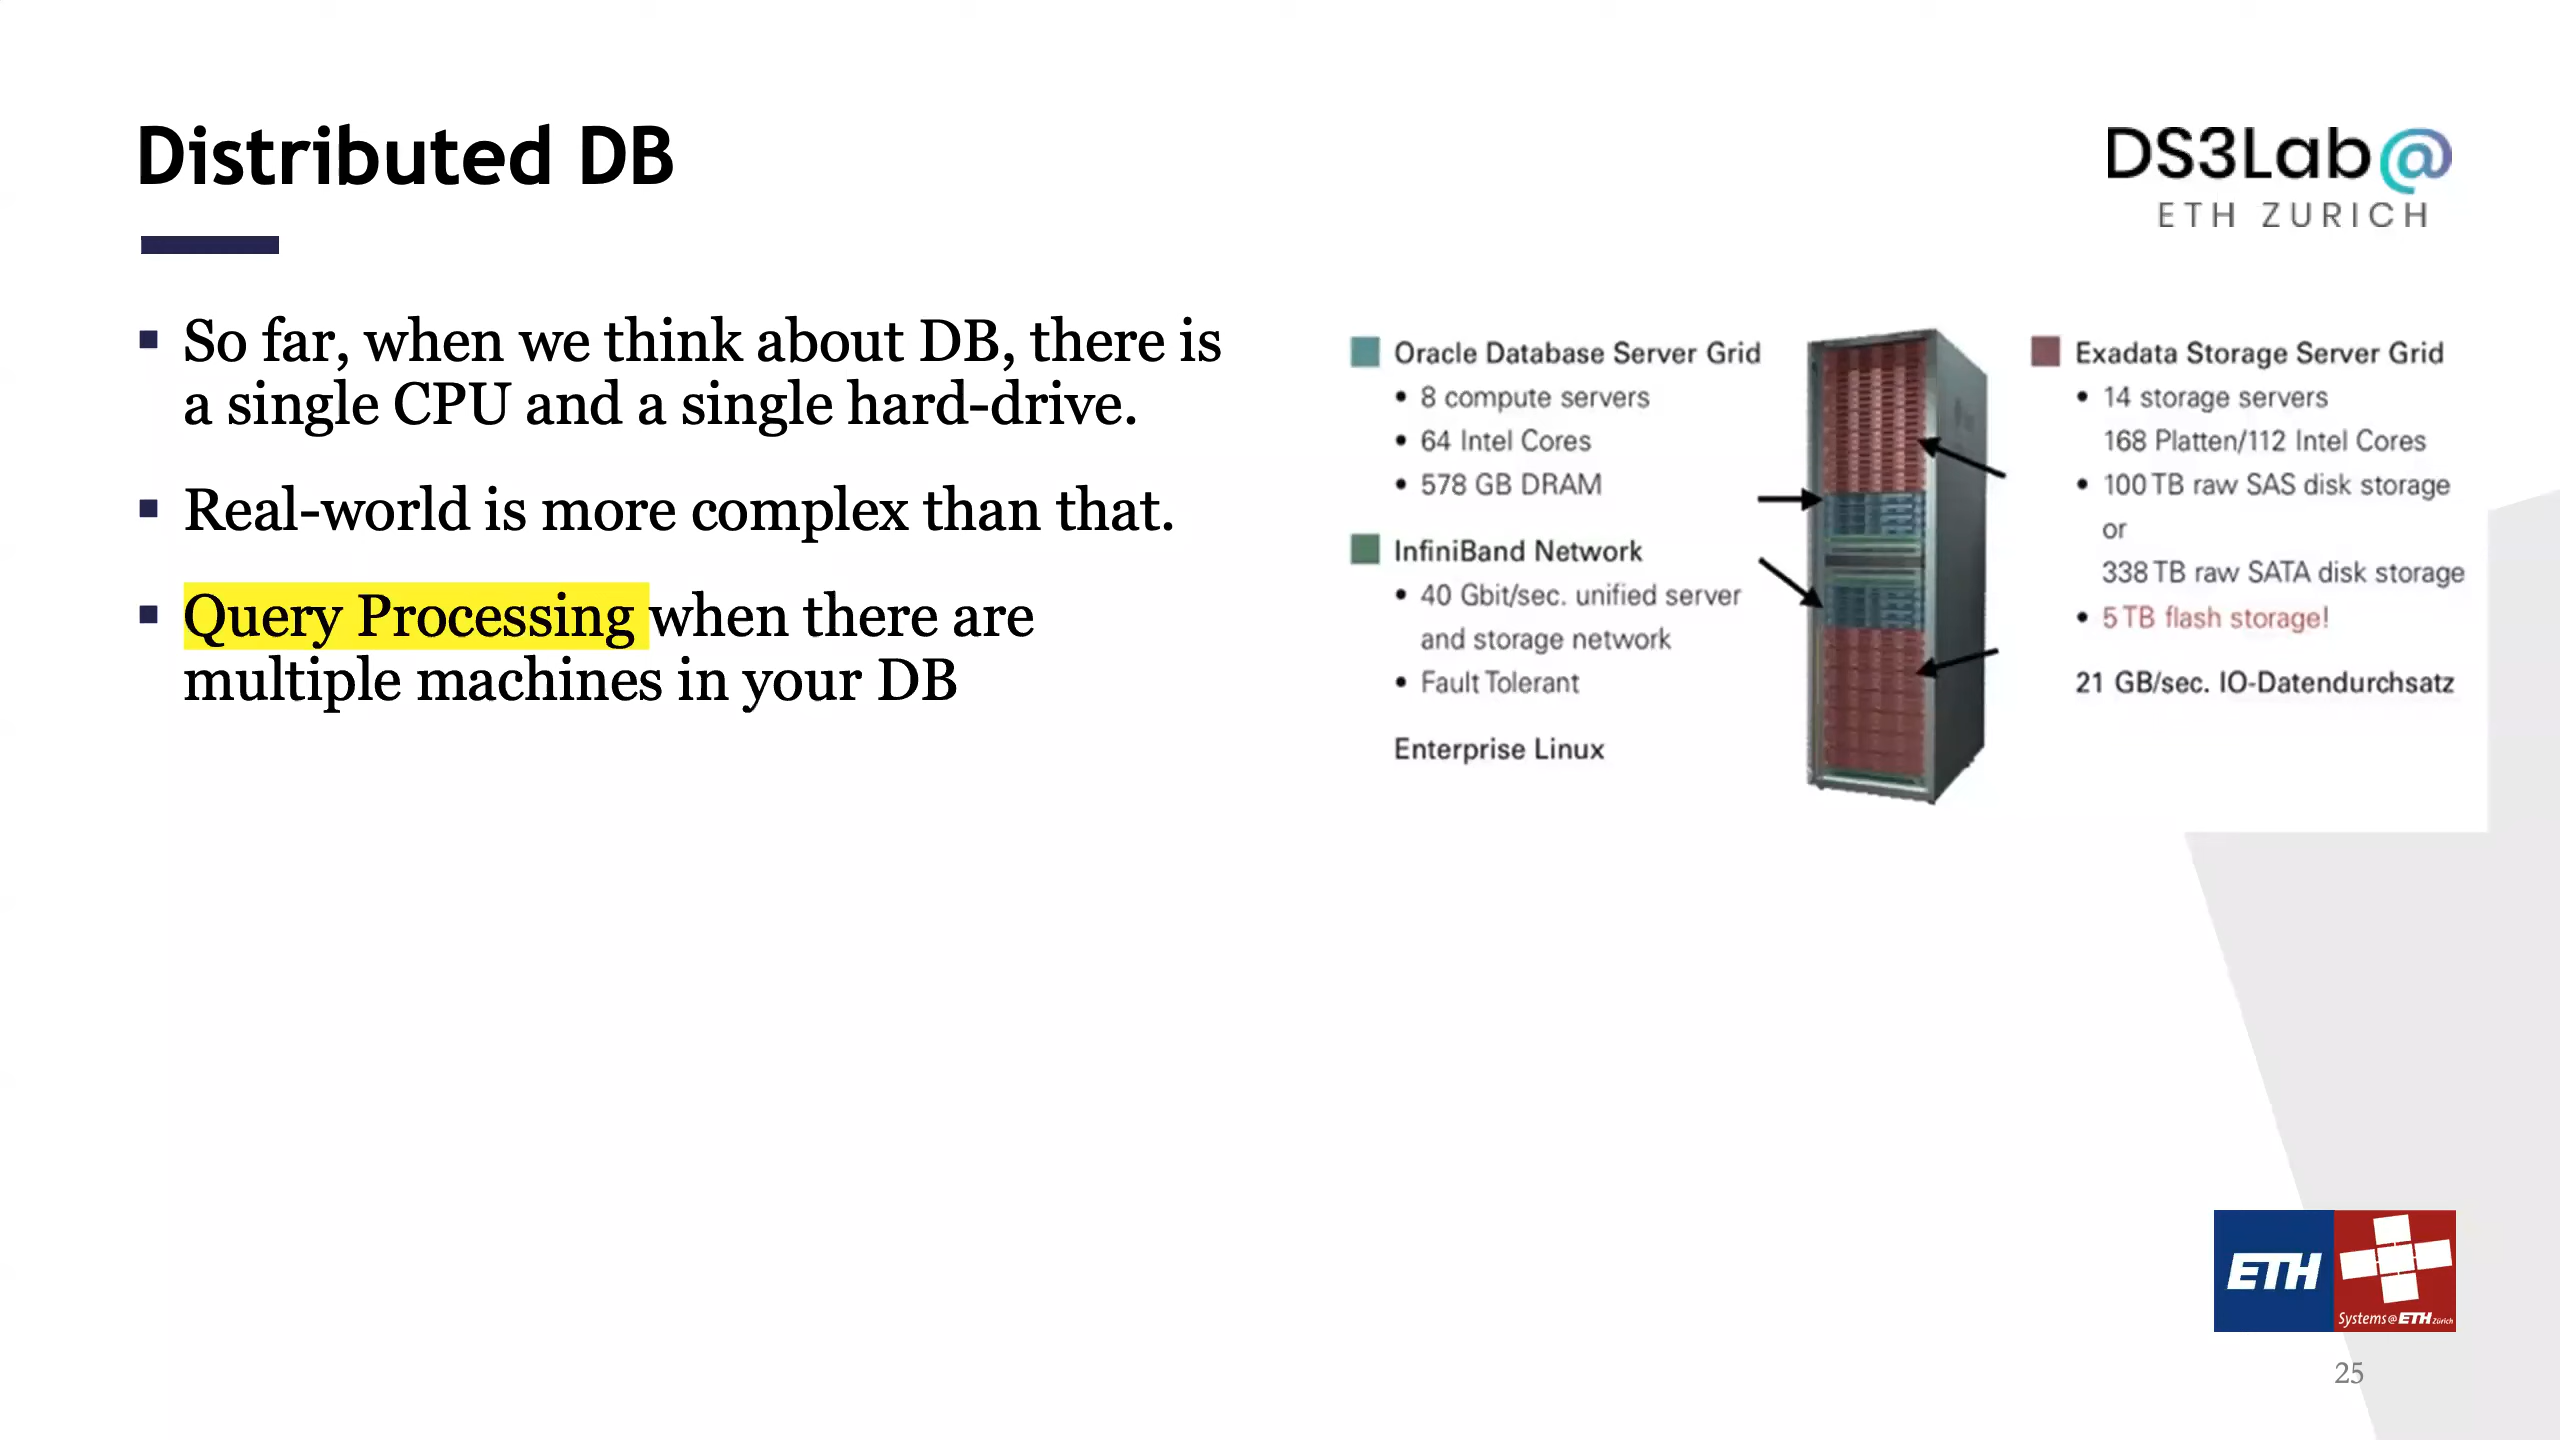 Distributed DB
DS3Lab@
ETH ZURICH
▪ So far, when we think about DB, there is
a single CPU and a single hard-drive.
▪ Real-world is more complex than that.
▪ Query Processing when there are
multiple machines in your DB
Oracle Database Server Grid
• 8 compute servers
• 64 Intel Cores
• 578 GB DRAM
InfiniBand Network
• 40 Gbit/sec. unified server
and storage network
• Fault Tolerant
Enterprise Linux
Exadata Storage Server Grid
• 14 storage servers
168 Platten/112 Intel Cores
• 100 TB raw SAS disk storage
or
338 TB raw SATA disk storage
• 5 TB flash storage!
21 GB/sec. IO-Datendurchsatz
ETH
Systems@ETH Zürich
25